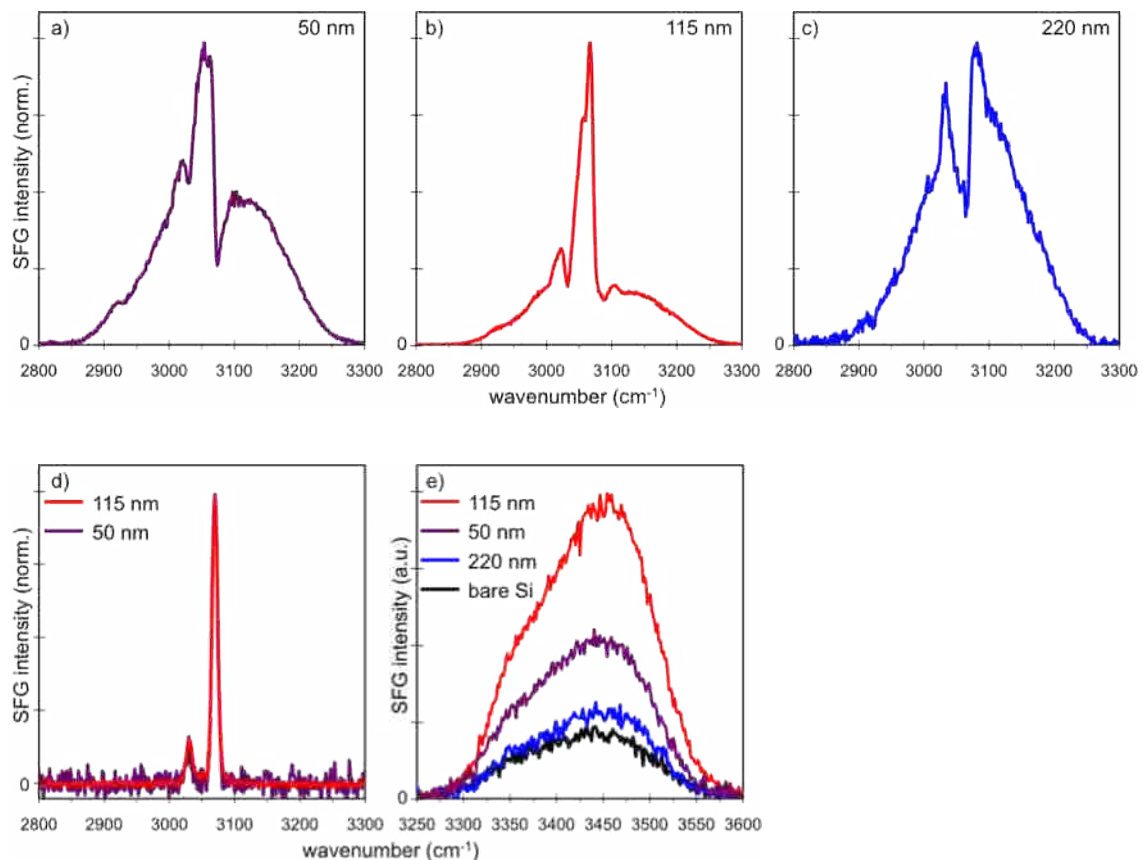 a) 50 nm
b) 115 nm
c) 220 nm
SFG intensity (norm.)
0
0
0
2800 2900 3000 3100 3200 3300
2800 2900 3000 3100 3200 3300
2800 2900 3000 3100 3200 3300
wavenumber (cm⁻¹)
d)
115 nm
50 nm
SFG intensity (norm.)
0
2800 2900 3000 3100 3200 3300
wavenumber (cm⁻¹)
e)
115 nm
50 nm
220 nm
bare Si
SFG intensity (a.u.)
0
3250 3300 3350 3400 3450 3500 3550 3600